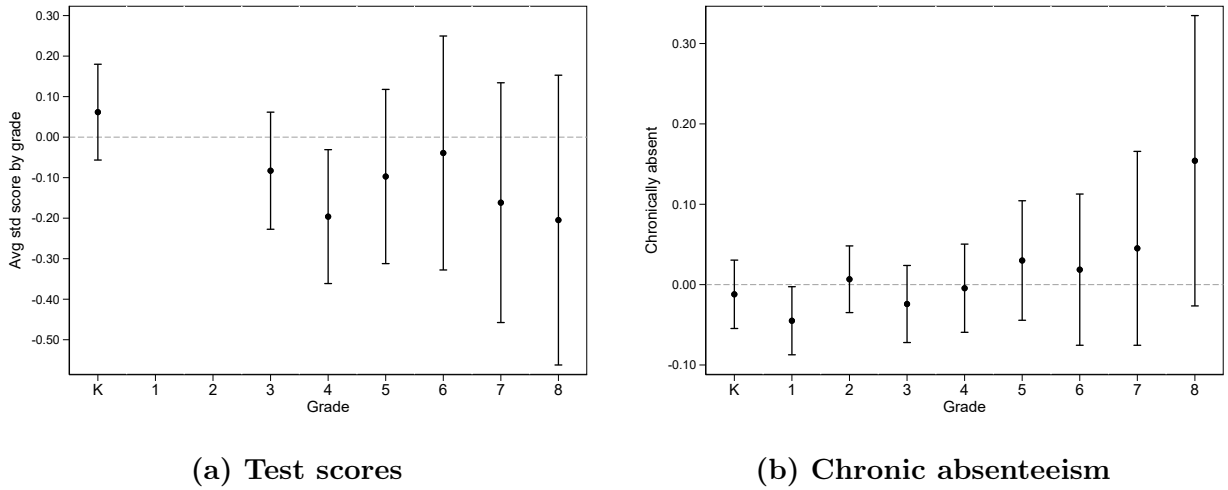 Avg std score by grade
0.30
0.20
0.10
0.00
-0.10
-0.20
-0.30
-0.40
-0.50
K 1 2 3 4 5 6 7 8
Grade
(a) Test scores
Chronically absent
0.30
0.20
0.10
0.00
-0.10
K 1 2 3 4 5 6 7 8
Grade
(b) Chronic absenteeism